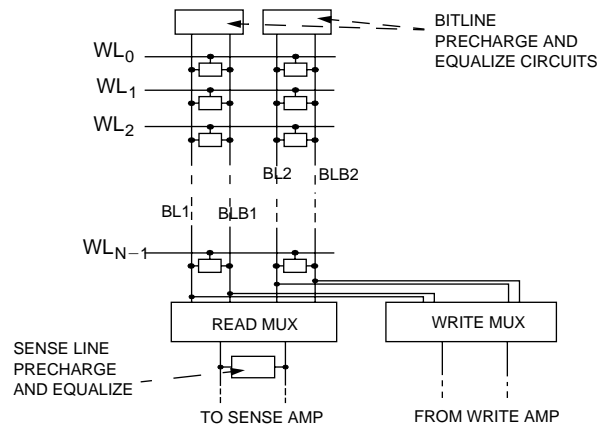 BITLINE
PRECHARGE AND
EQUALIZE CIRCUITS
WL0
WL1
WL2
BL2
BLB2
BL1
BLB1
WLN−1
READ MUX
WRITE MUX
SENSE LINE
PRECHARGE
AND EQUALIZE
TO SENSE AMP
FROM WRITE AMP